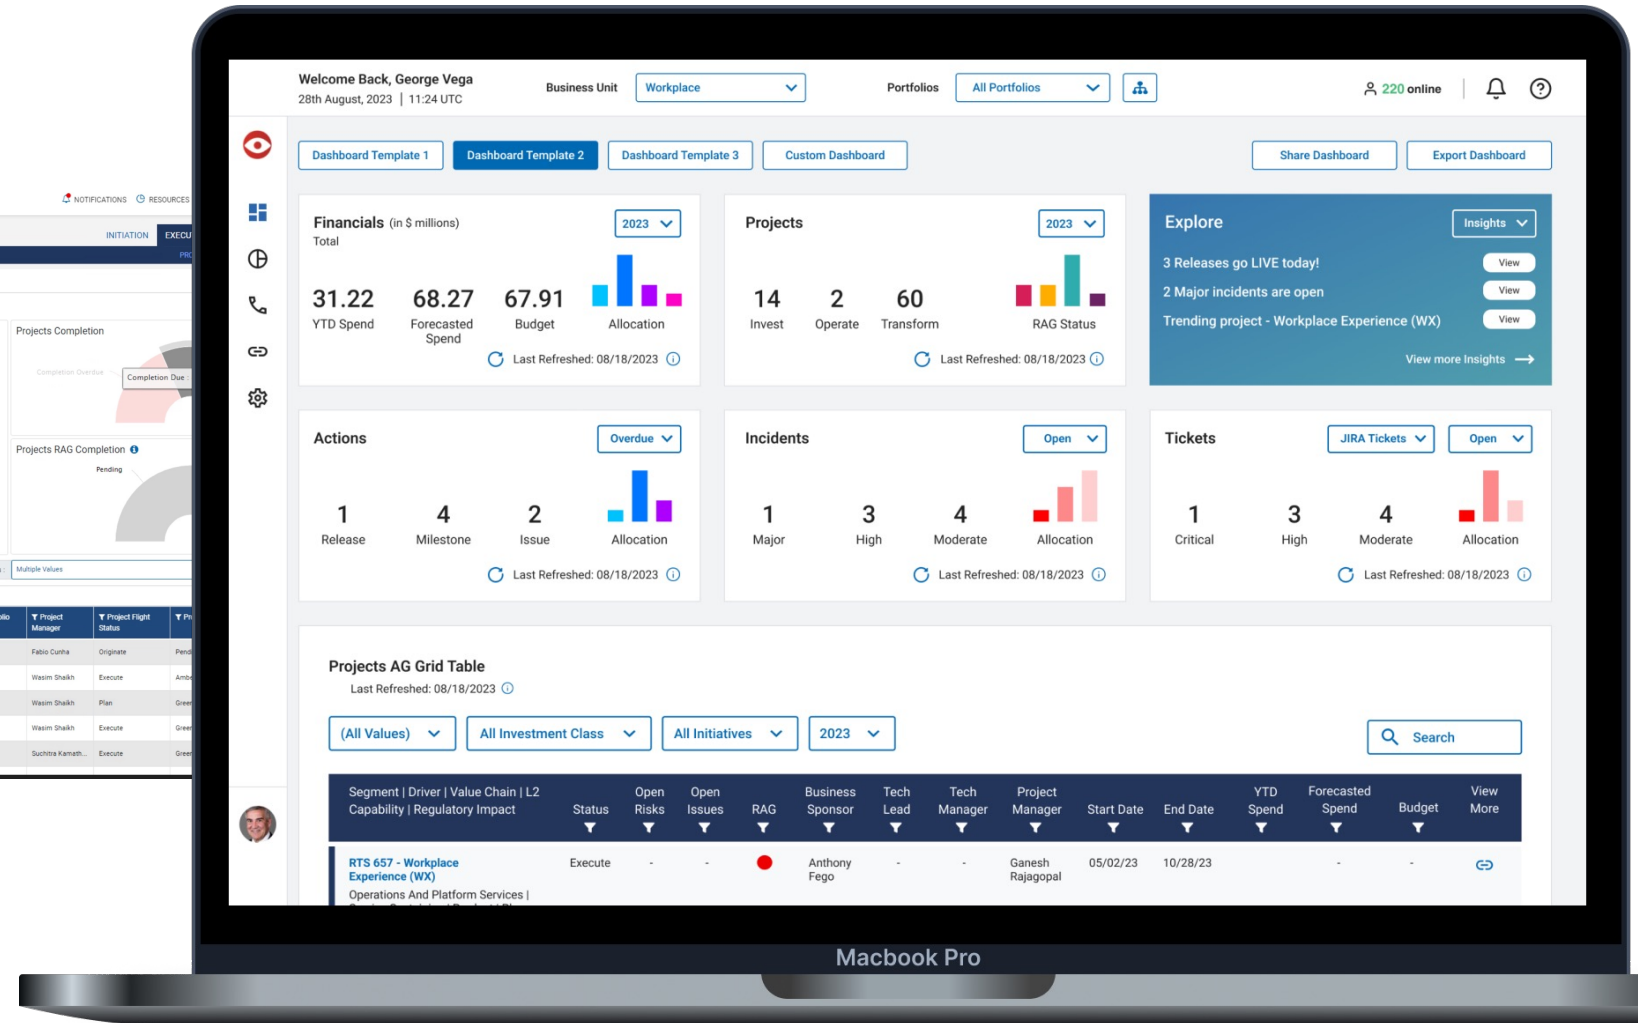 NOTIFICATIONS
RESOURCES
INITIATION
Projects Completion
Completion Overdue
Completion Due :
Projects RAG Completion
Pending
Multiple Values
Project Manager
Project Flight Status
Fabio Cunha
Originate
Wasim Shaikh
Execute
Wasim Shaikh
Plan
Wasim Shaikh
Execute
Suchitra Kamath...
Execute
Welcome Back, George Vega
28th August, 2023 | 11:24 UTC
Business Unit
Workplace
Portfolios
All Portfolios
220 online
Dashboard Template 1
Dashboard Template 2
Dashboard Template 3
Custom Dashboard
Share Dashboard
Export Dashboard
Financials (in $ millions)
Total
2023
31.22
YTD Spend
68.27
Forecasted
Spend
67.91
Budget
Allocation
Last Refreshed: 08/18/2023
Projects
2023
14
Invest
2
Operate
60
Transform
RAG Status
Last Refreshed: 08/18/2023
Explore
Insights
3 Releases go LIVE today!
View
2 Major incidents are open
View
Trending project - Workplace Experience (WX)
View
View more Insights
Actions
Overdue
1
Release
4
Milestone
2
Issue
Allocation
Last Refreshed: 08/18/2023
Incidents
Open
1
Major
3
High
4
Moderate
Allocation
Last Refreshed: 08/18/2023
Tickets
JIRA Tickets
Open
1
Critical
3
High
4
Moderate
Allocation
Last Refreshed: 08/18/2023
Projects AG Grid Table
Last Refreshed: 08/18/2023
(All Values)
All Investment Class
All Initiatives
2023
Search
Segment | Driver | Value Chain | L2
Capability | Regulatory Impact
Status
Open
Risks
Open
Issues
RAG
Business
Sponsor
Tech
Lead
Tech
Manager
Project
Manager
Start Date
End Date
YTD
Spend
Forecasted
Spend
Budget
View
More
RTS 657 - Workplace
Experience (WX)
Operations And Platform Services |
Execute
-
-
Anthony
Fego
-
-
Ganesh
Rajagopal
05/02/23
10/28/23
-
-
Macbook Pro